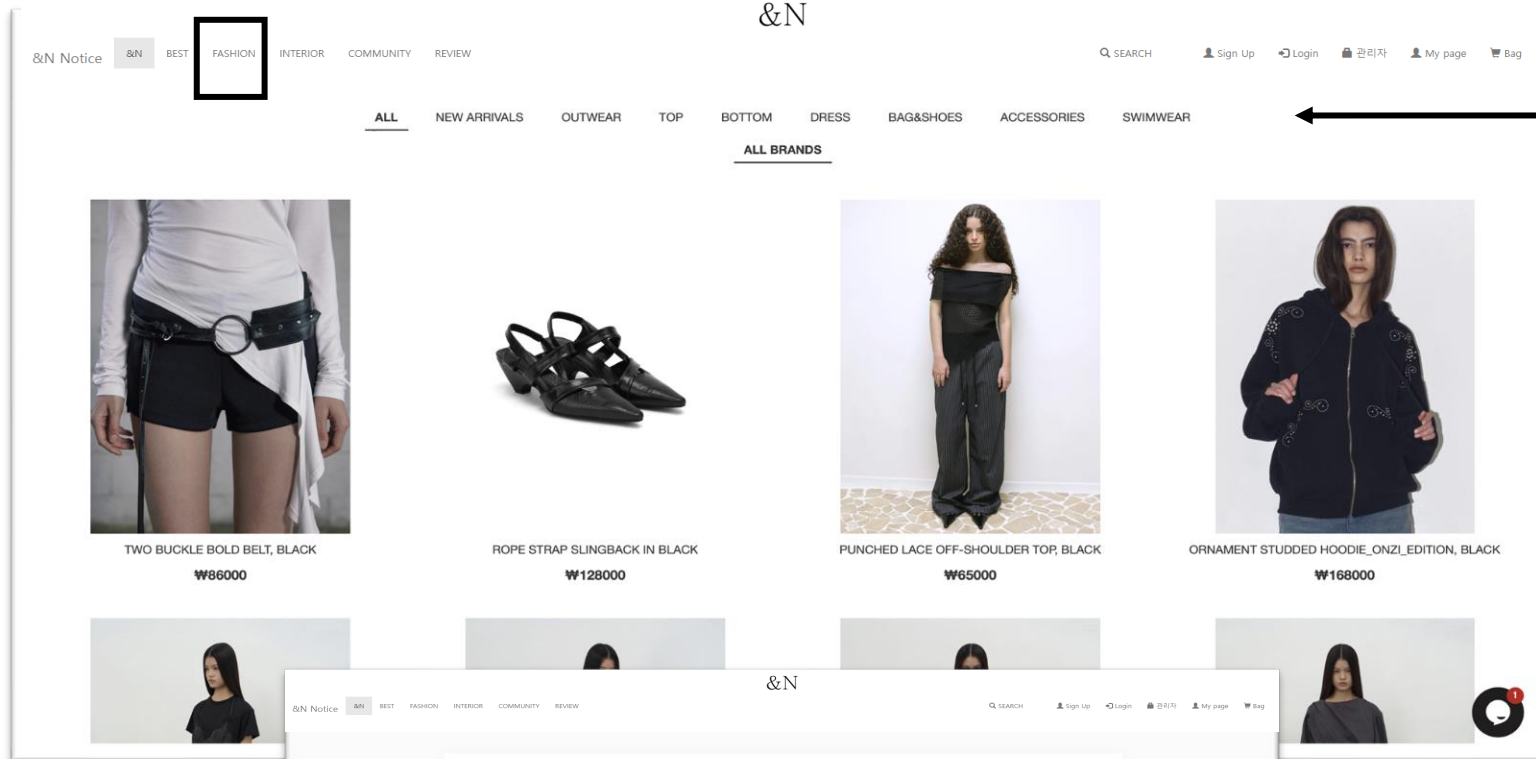 &N
&N Notice &N BEST FASHION INTERIOR COMMUNITY REVIEW SEARCH Sign Up Login 관리자 My page Bag
ALL NEW ARRIVALS OUTWEAR TOP BOTTOM DRESS BAG&SHOES ACCESSORIES SWIMWEAR
ALL BRANDS
TWO BUCKLE BOLD BELT, BLACK
₩86000
ROPE STRAP SLINGBACK IN BLACK
₩128000
PUNCHED LACE OFF-SHOULDER TOP, BLACK
₩65000
ORNAMENT STUDDED HOODIE_ONZI_EDITION, BLACK
₩168000
&N
&N Notice &N BEST FASHION INTERIOR COMMUNITY REVIEW SEARCH Sign Up Login 관리자 My page Bag
1